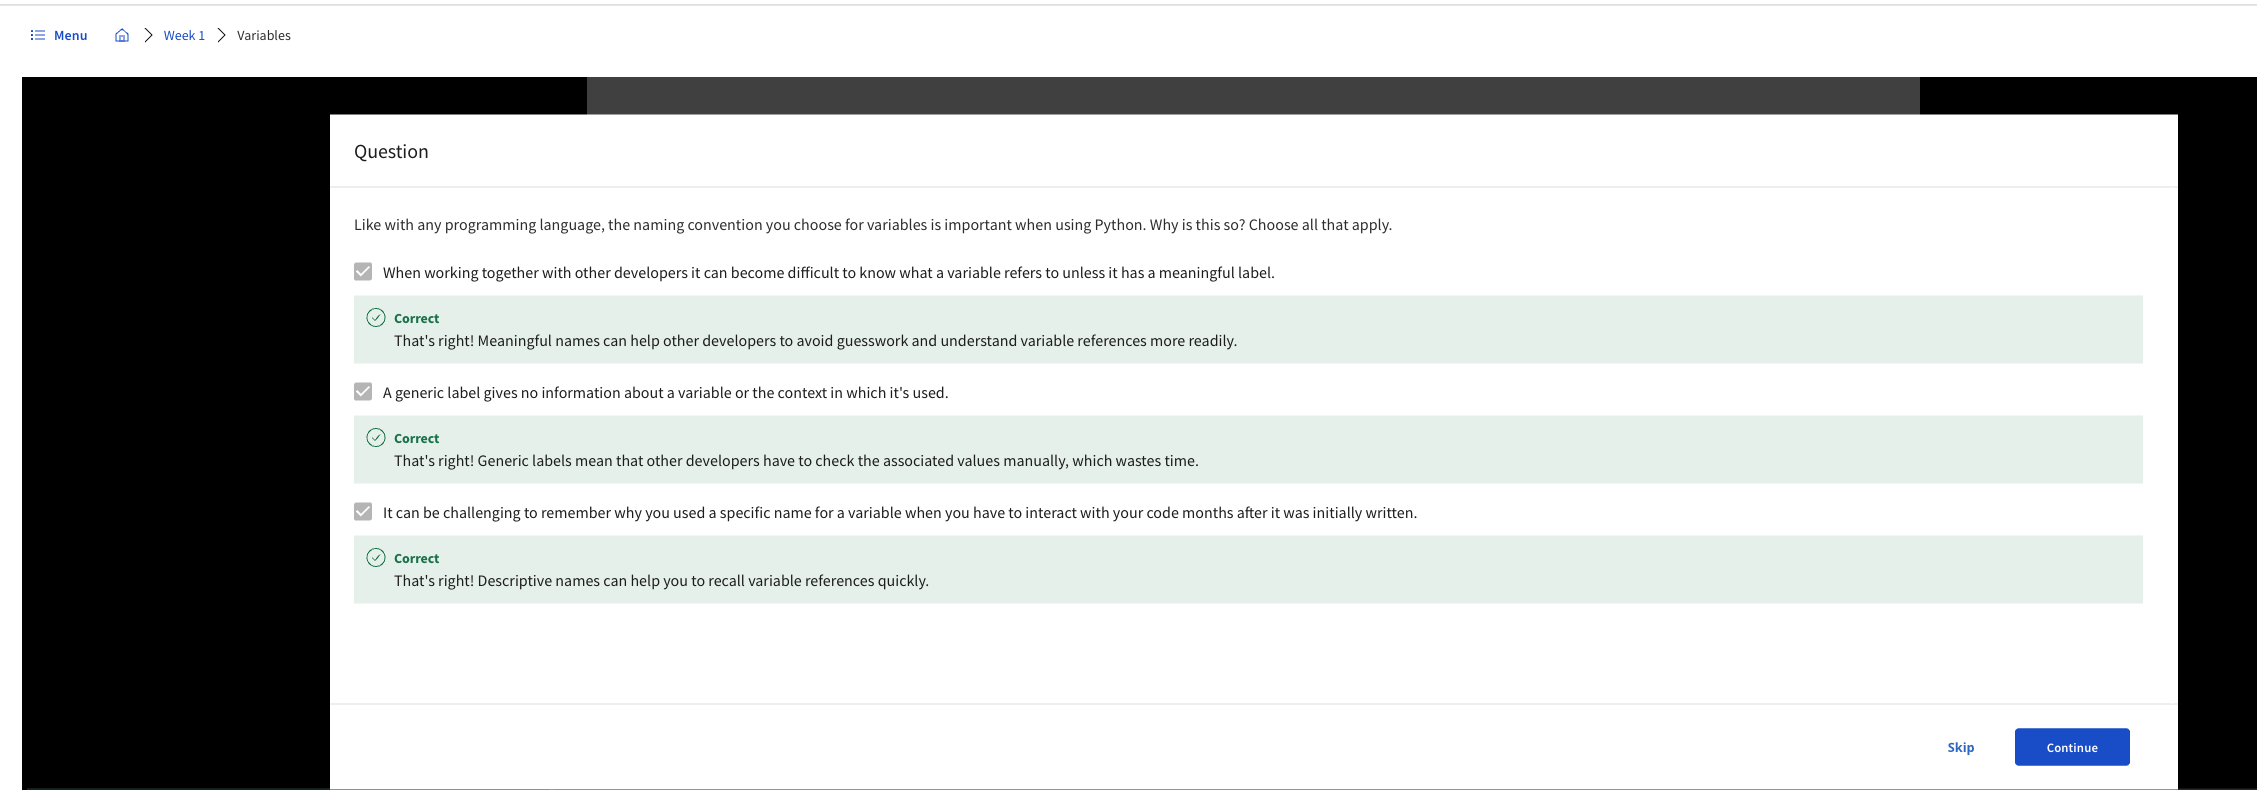 Menu Week 1 Variables
Question
Like with any programming language, the naming convention you choose for variables is important when using Python. Why is this so? Choose all that apply.
When working together with other developers it can become difficult to know what a variable refers to unless it has a meaningful label.
Correct
That's right! Meaningful names can help other developers to avoid guesswork and understand variable references more readily.
A generic label gives no information about a variable or the context in which it's used.
Correct
That's right! Generic labels mean that other developers have to check the associated values manually, which wastes time.
It can be challenging to remember why you used a specific name for a variable when you have to interact with your code months after it was initially written.
Correct
That's right! Descriptive names can help you to recall variable references quickly.
Skip Continue